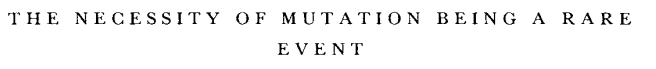 THE NECESSITY OF MUTATION BEING A RARE
EVENT